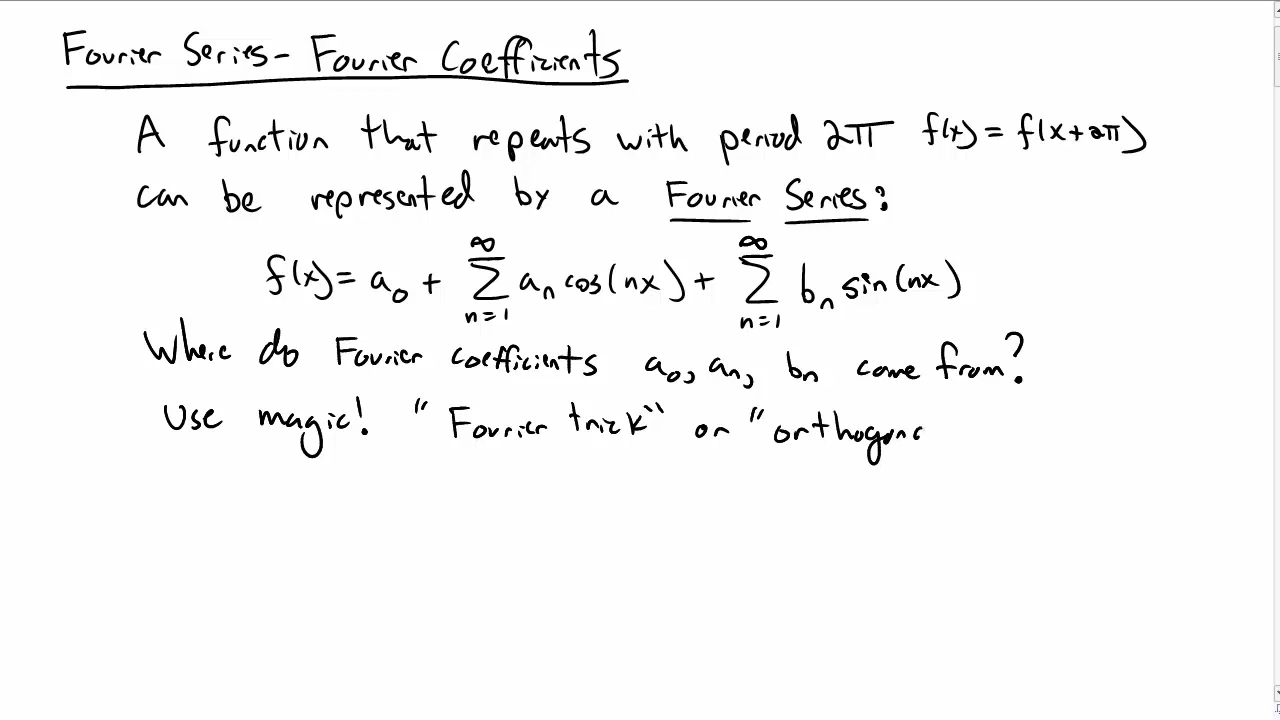 Fourier Series - Fourier Coefficients
A function that repeats with period 2π f(x) = f(x+2π)
can be represented by a Fourier Series:
f(x) = a₀ + ∑_{n=1}^{∞} aₙ cos(nx) + ∑_{n=1}^{∞} bₙ sin(nx)
Where do Fourier coefficients a₀, aₙ, bₙ come from?
Use magic! "Fourier trick" or "orthogona